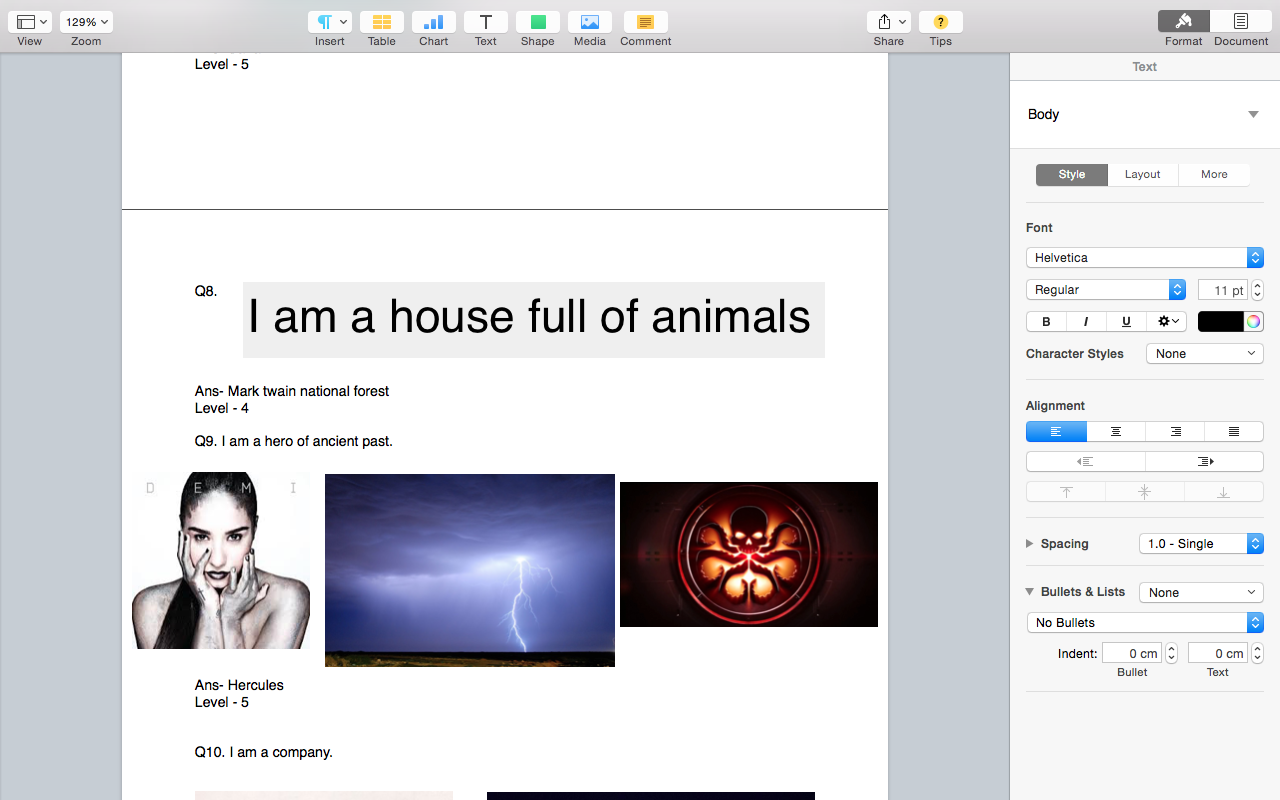 129%
View
Zoom
Insert
Table
Chart
Text
Shape
Media
Comment
Share
Tips
Format
Document
Level - 5
Q8.
I am a house full of animals
Ans- Mark twain national forest
Level - 4
Q9. I am a hero of ancient past.
D E M I
Ans- Hercules
Level - 5
Q10. I am a company.
Text
Body
Style
Layout
More
Font
Helvetica
Regular
11 pt
B
I
U
Character Styles
None
Alignment
Spacing
1.0 - Single
Bullets & Lists
None
No Bullets
Indent:
0 cm
0 cm
Bullet
Text